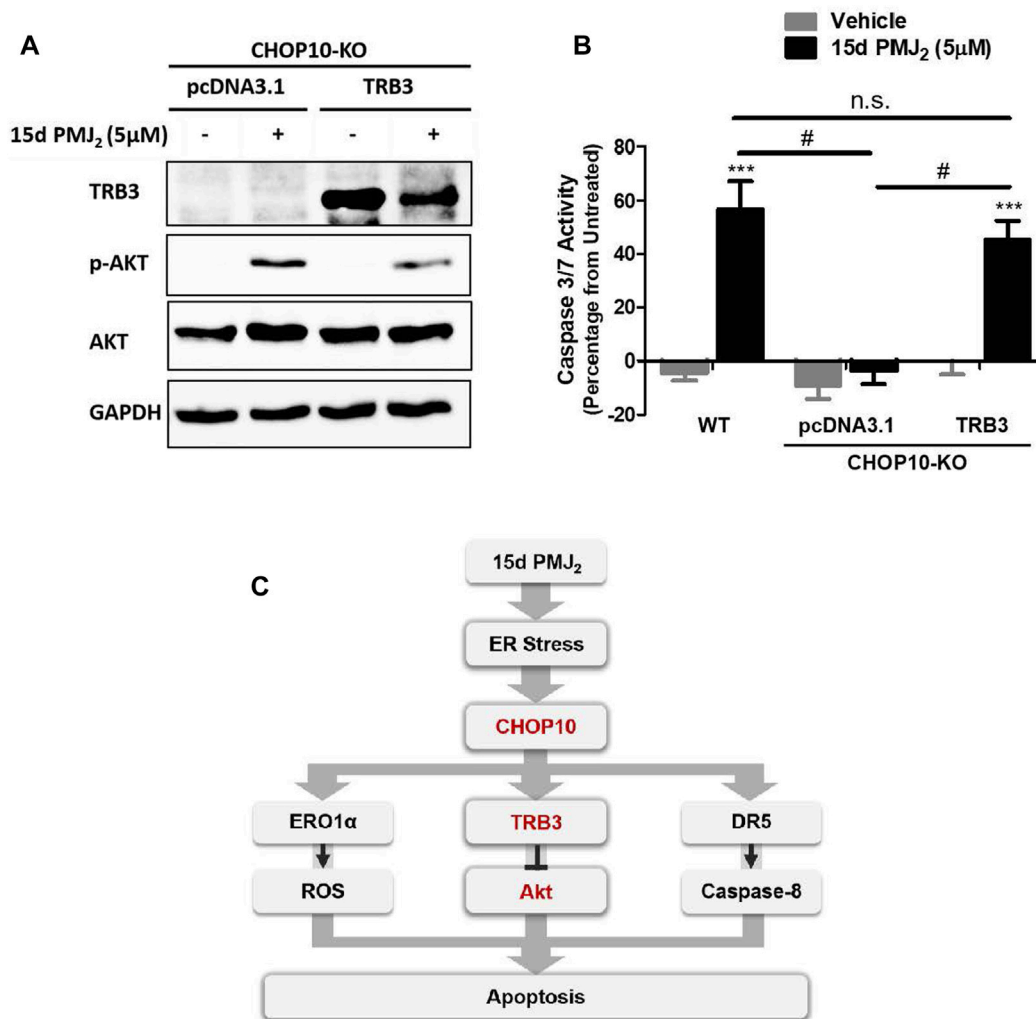 A
CHOP10-KO
pcDNA3.1 TRB3
15d PMJ₂ (5µM) - + - +
TRB3
p-AKT
AKT
GAPDH
B
Vehicle
15d PMJ₂ (5µM)
n.s.
#
#
***
***
Caspase 3/7 Activity
(Percentage from Untreated)
80
60
40
20
0
-20
WT pcDNA3.1 TRB3
CHOP10-KO
C
15d PMJ₂
ER Stress
CHOP10
ERO1α TRB3 DR5
ROS Akt Caspase-8
Apoptosis